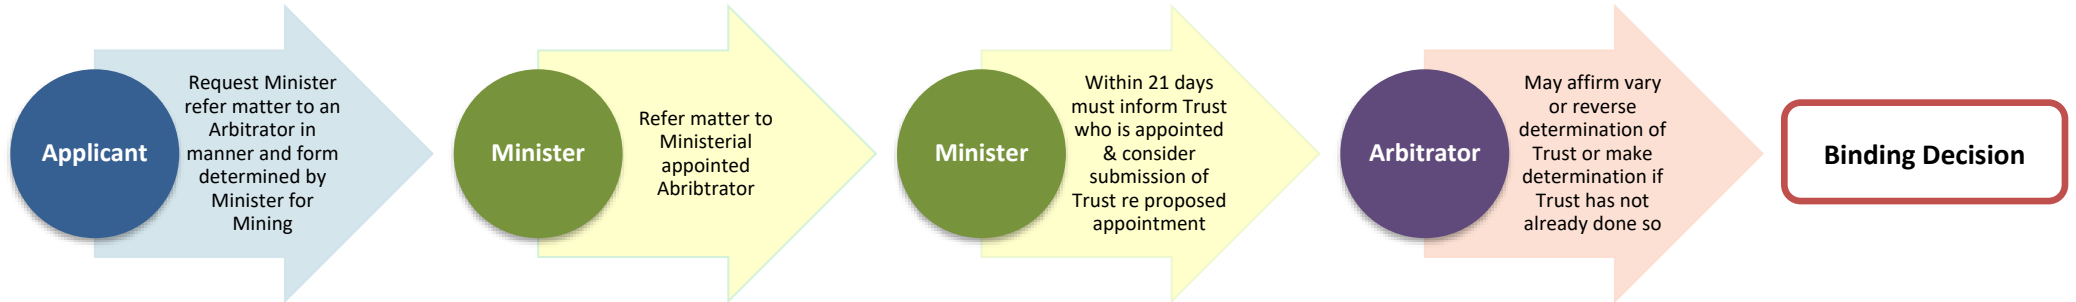 Applicant
Request Minister
refer matter to an
Arbitrator in
manner and form
determined by
Minister for
Mining
Minister
Refer matter to
Ministerial
appointed
Abribtrator
Minister
Within 21 days
must inform Trust
who is appointed
& consider
submission of
Trust re proposed
appointment
Arbitrator
May affirm vary
or reverse
determination of
Trust or make
determination if
Trust has not
already done so
Binding Decision